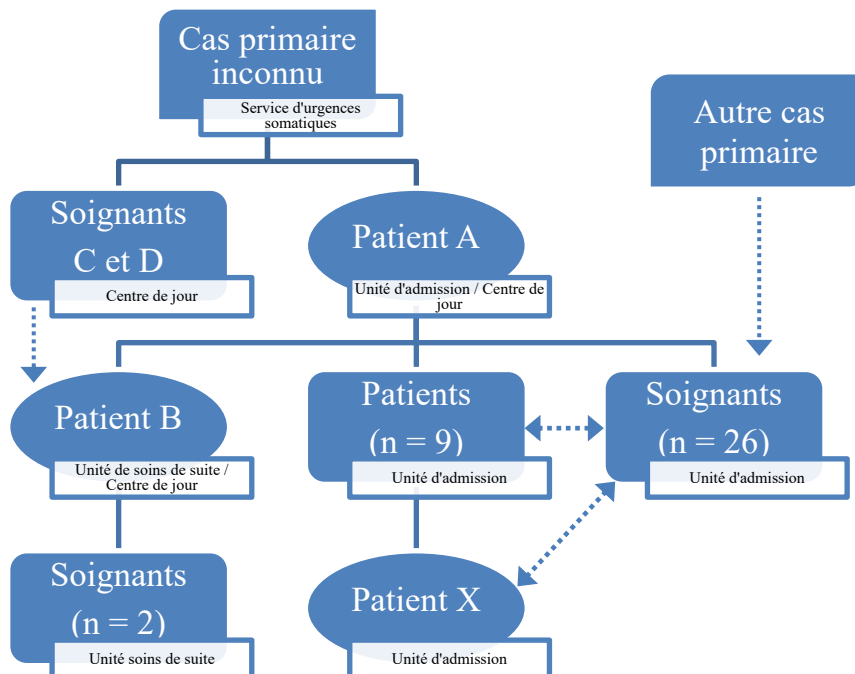 Cas primaire
inconnu
Service d'urgences
somatiques
Autre cas
primaire
Soignants
C et D
Centre de jour
Patient A
Unité d'admission / Centre de
jour
Patient B
Unité de soins de suite /
Centre de jour
Patients
(n = 9)
Unité d'admission
Soignants
(n = 26)
Unité d'admission
Soignants
(n = 2)
Unité soins de suite
Patient X
Unité d'admission